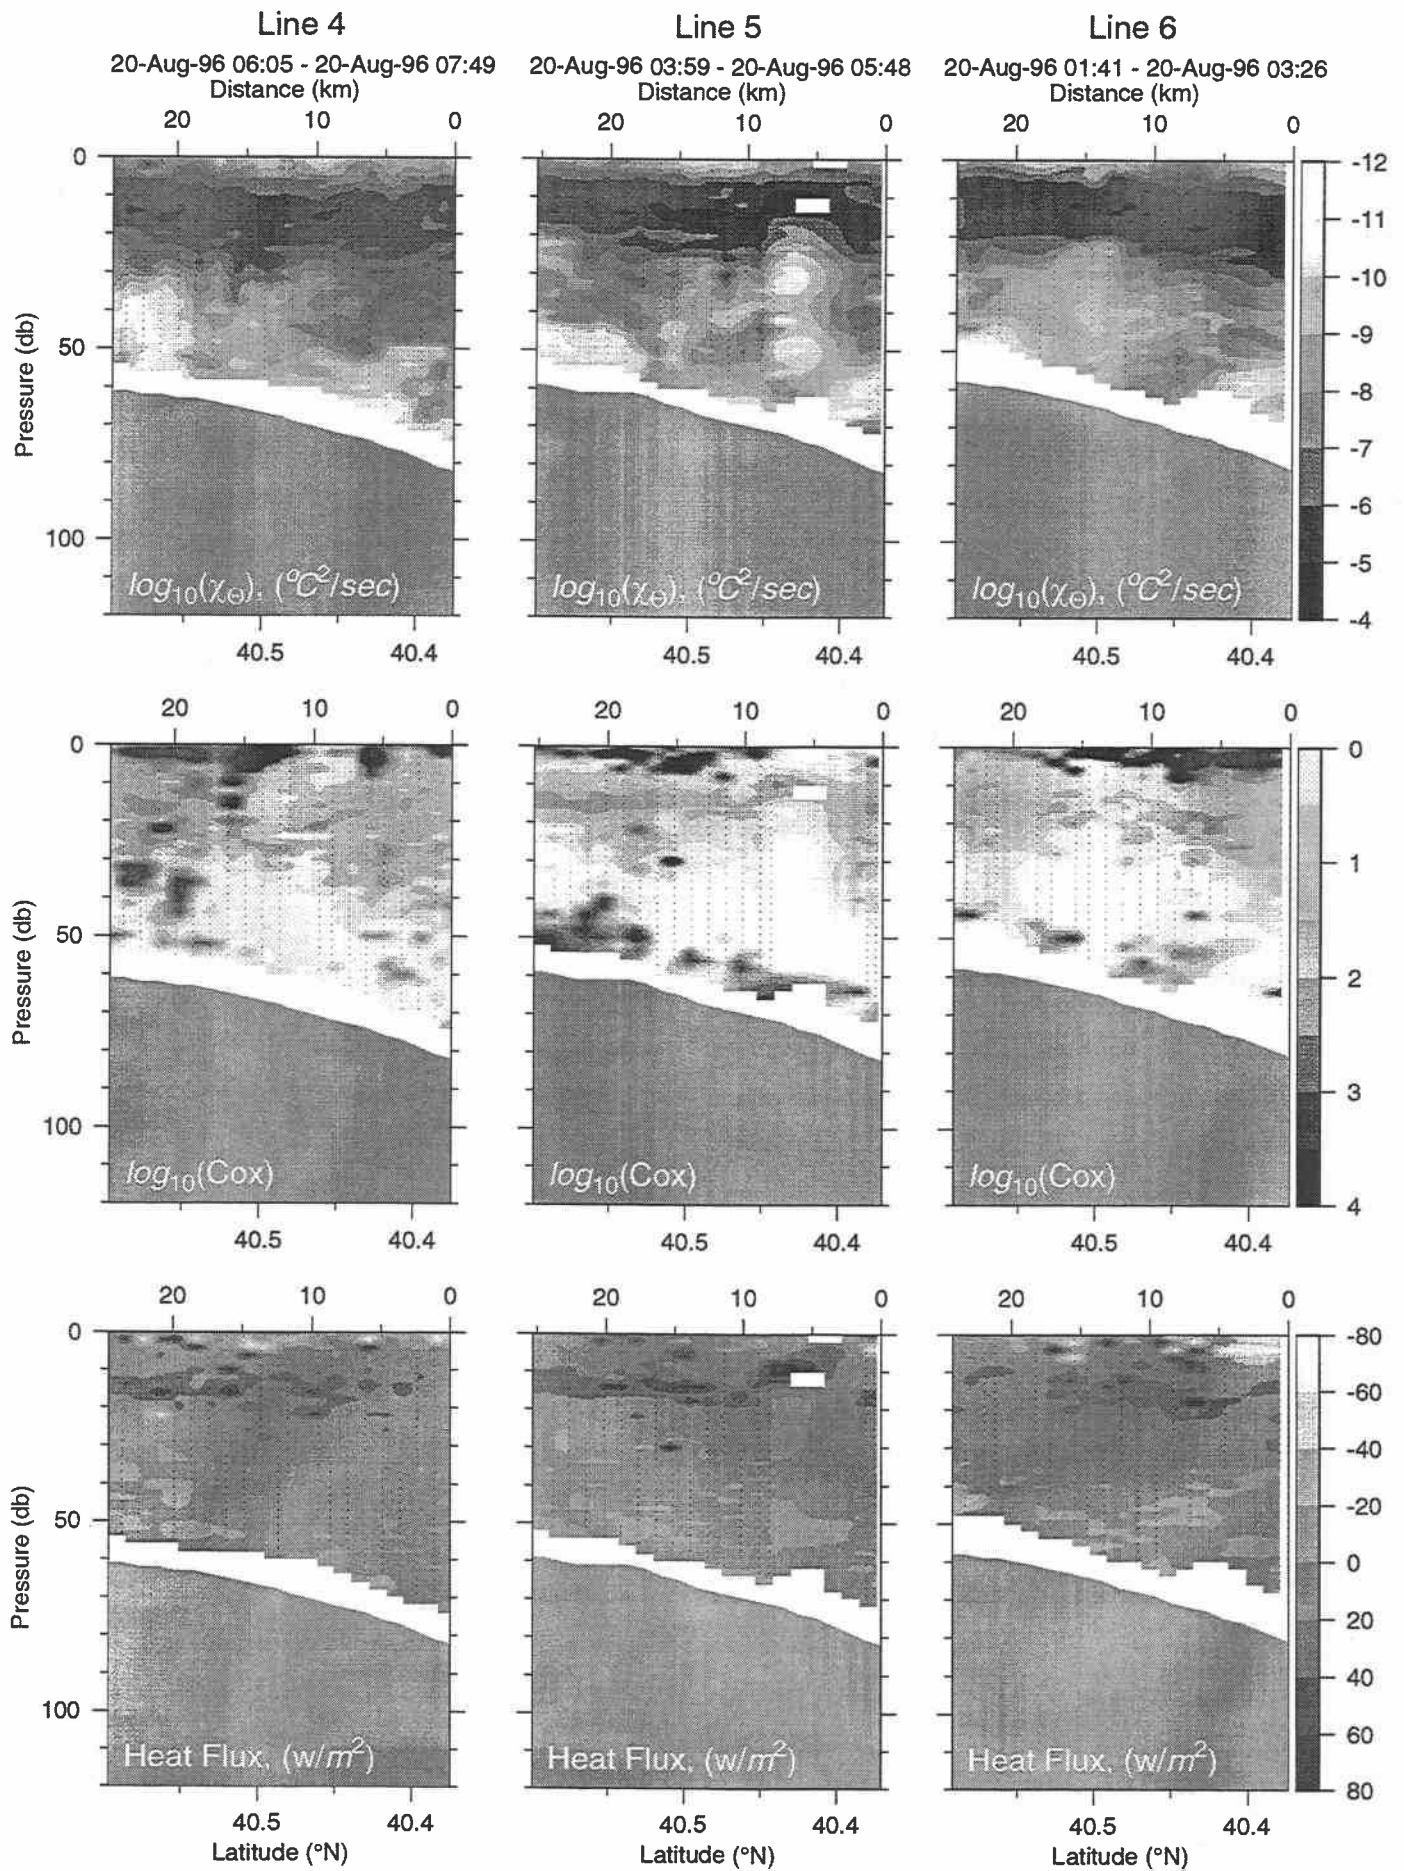 Line 4 Line 5 Line 6
20-Aug-96 06:05 - 20-Aug-96 07:49 20-Aug-96 03:59 - 20-Aug-96 05:48 20-Aug-96 01:41 - 20-Aug-96 03:26
Distance (km) Distance (km) Distance (km)
20 10 0 20 10 0 20 10 0
0 -12
-11
-10
-9
Pressure (db) 50
-8
-7
-6
100
-5
log10(χΘ), (°C²/sec) log10(χΘ), (°C²/sec) log10(χΘ), (°C²/sec)
-4
40.5 40.4 40.5 40.4 40.5 40.4
20 10 0 20 10 0 20 10 0
0 0
1
Pressure (db) 50
2
3
100
log10(Cox) log10(Cox) log10(Cox)
4
40.5 40.4 40.5 40.4 40.5 40.4
20 10 0 20 10 0 20 10 0
0 -80
-60
-40
-20
Pressure (db) 50
0
20
40
100
60
Heat Flux, (w/m²) Heat Flux, (w/m²) Heat Flux, (w/m²)
80
40.5 40.4 40.5 40.4 40.5 40.4
Latitude (°N) Latitude (°N) Latitude (°N)